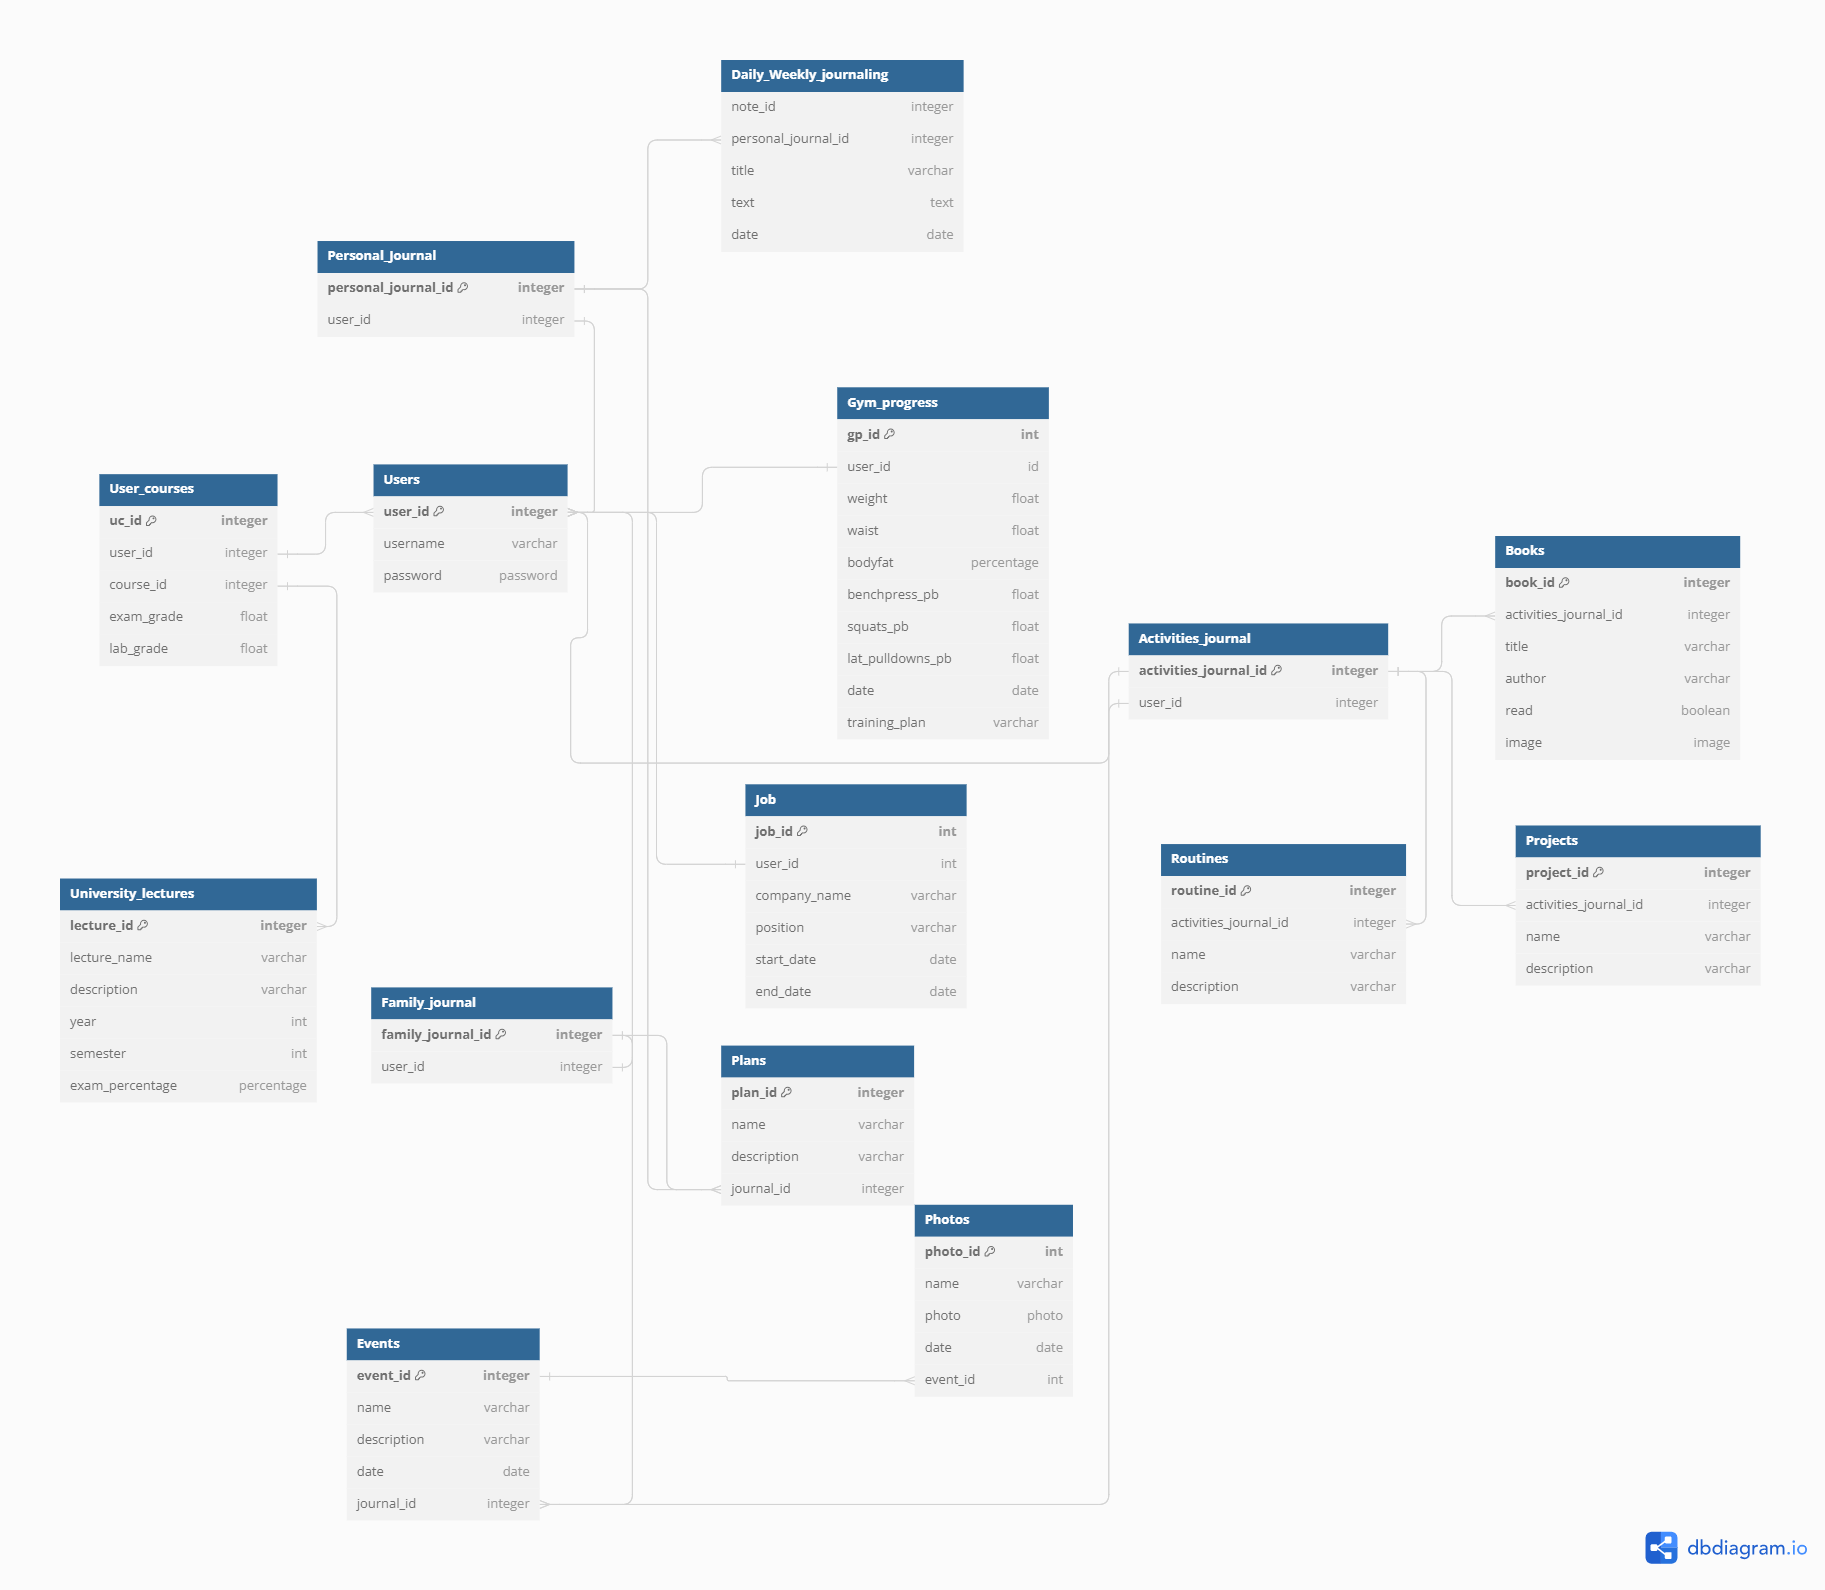 Daily_Weekly_journaling
note_id integer
personal_journal_id integer
title varchar
text text
date date
Personal_Journal
personal_journal_id integer
user_id integer
Gym_progress
gp_id int
user_id id
weight float
waist float
bodyfat percentage
benchpress_pb float
squats_pb float
lat_pulldowns_pb float
date date
training_plan varchar
User_courses
uc_id integer
user_id integer
course_id integer
exam_grade float
lab_grade float
Users
user_id integer
username varchar
password password
Books
book_id integer
activities_journal_id integer
title varchar
author varchar
read boolean
image image
Activities_journal
activities_journal_id integer
user_id integer
Job
job_id int
user_id int
company_name varchar
position varchar
start_date date
end_date date
Routines
routine_id integer
activities_journal_id integer
name varchar
description varchar
Projects
project_id integer
activities_journal_id integer
name varchar
description varchar
University_lectures
lecture_id integer
lecture_name varchar
description varchar
year int
semester int
exam_percentage percentage
Family_journal
family_journal_id integer
user_id integer
Plans
plan_id integer
name varchar
description varchar
journal_id integer
Photos
photo_id int
name varchar
photo photo
date date
event_id int
Events
event_id integer
name varchar
description varchar
date date
journal_id integer
dbdiagram.io